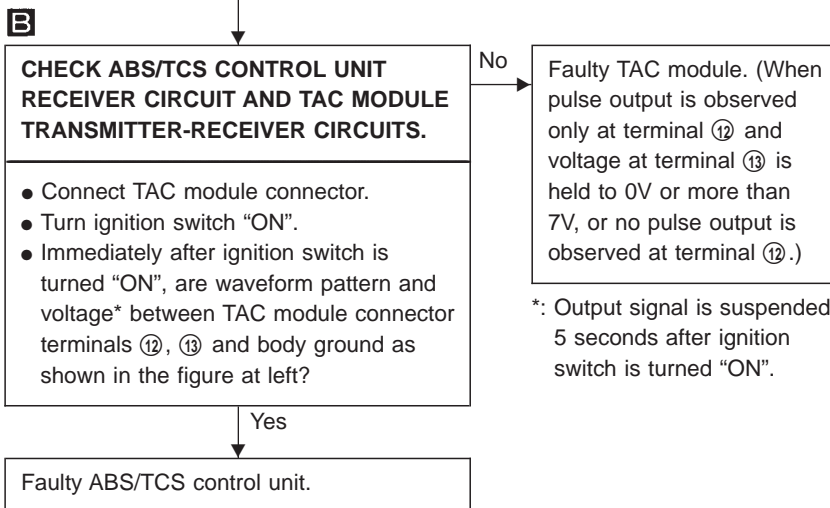 B
CHECK ABS/TCS CONTROL UNIT
RECEIVER CIRCUIT AND TAC MODULE
TRANSMITTER-RECEIVER CIRCUITS.
● Connect TAC module connector.
● Turn ignition switch “ON”.
● Immediately after ignition switch is
turned “ON”, are waveform pattern and
voltage* between TAC module connector
terminals ⑫, ⑬ and body ground as
shown in the figure at left?
No
Faulty TAC module. (When
pulse output is observed
only at terminal ⑫ and
voltage at terminal ⑬ is
held to 0V or more than
7V, or no pulse output is
observed at terminal ⑫.)
*: Output signal is suspended
5 seconds after ignition
switch is turned “ON”.
Yes
Faulty ABS/TCS control unit.